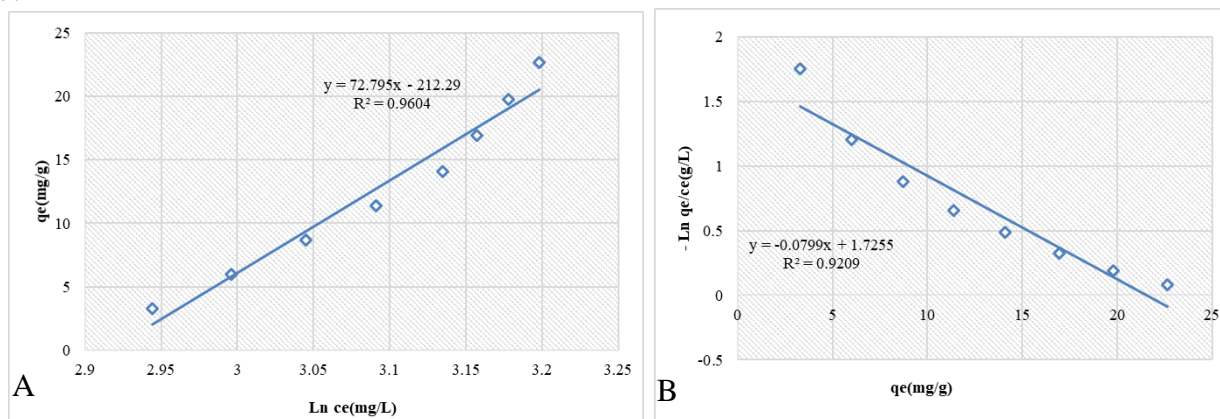 25
20
15
10
5
0
qe(mg/g)
y = 72.795x - 212.29
R² = 0.9604
2.9 2.95 3 3.05 3.1 3.15 3.2 3.25
Ln ce(mg/L)
A
2
1.5
1
0.5
0
-0.5
- Ln qe/ce(g/L)
y = -0.0799x + 1.7255
R² = 0.9209
0 5 10 15 20 25
qe(mg/g)
B